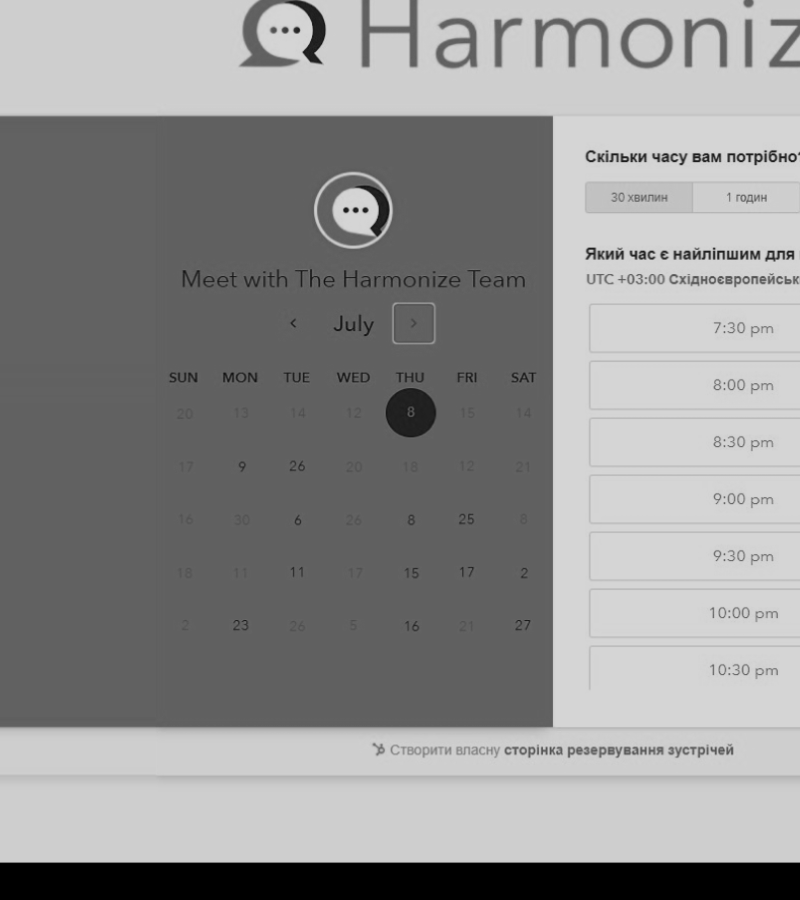 Harmoniz
Meet with The Harmonize Team
July
SUN MON TUE WED THU FRI SAT
20 13 14 12 8 15 14
17 9 26 20 18 12 21
16 30 6 26 8 25 8
18 11 11 17 15 17 2
2 23 26 5 16 21 27
Скільки часу вам потрібно?
30 хвилин 1 годин
Який час є найліпшим для
UTC +03:00 Східноєвропейськ
7:30 pm
8:00 pm
8:30 pm
9:00 pm
9:30 pm
10:00 pm
10:30 pm
Створити власну сторінка резервування зустрічей